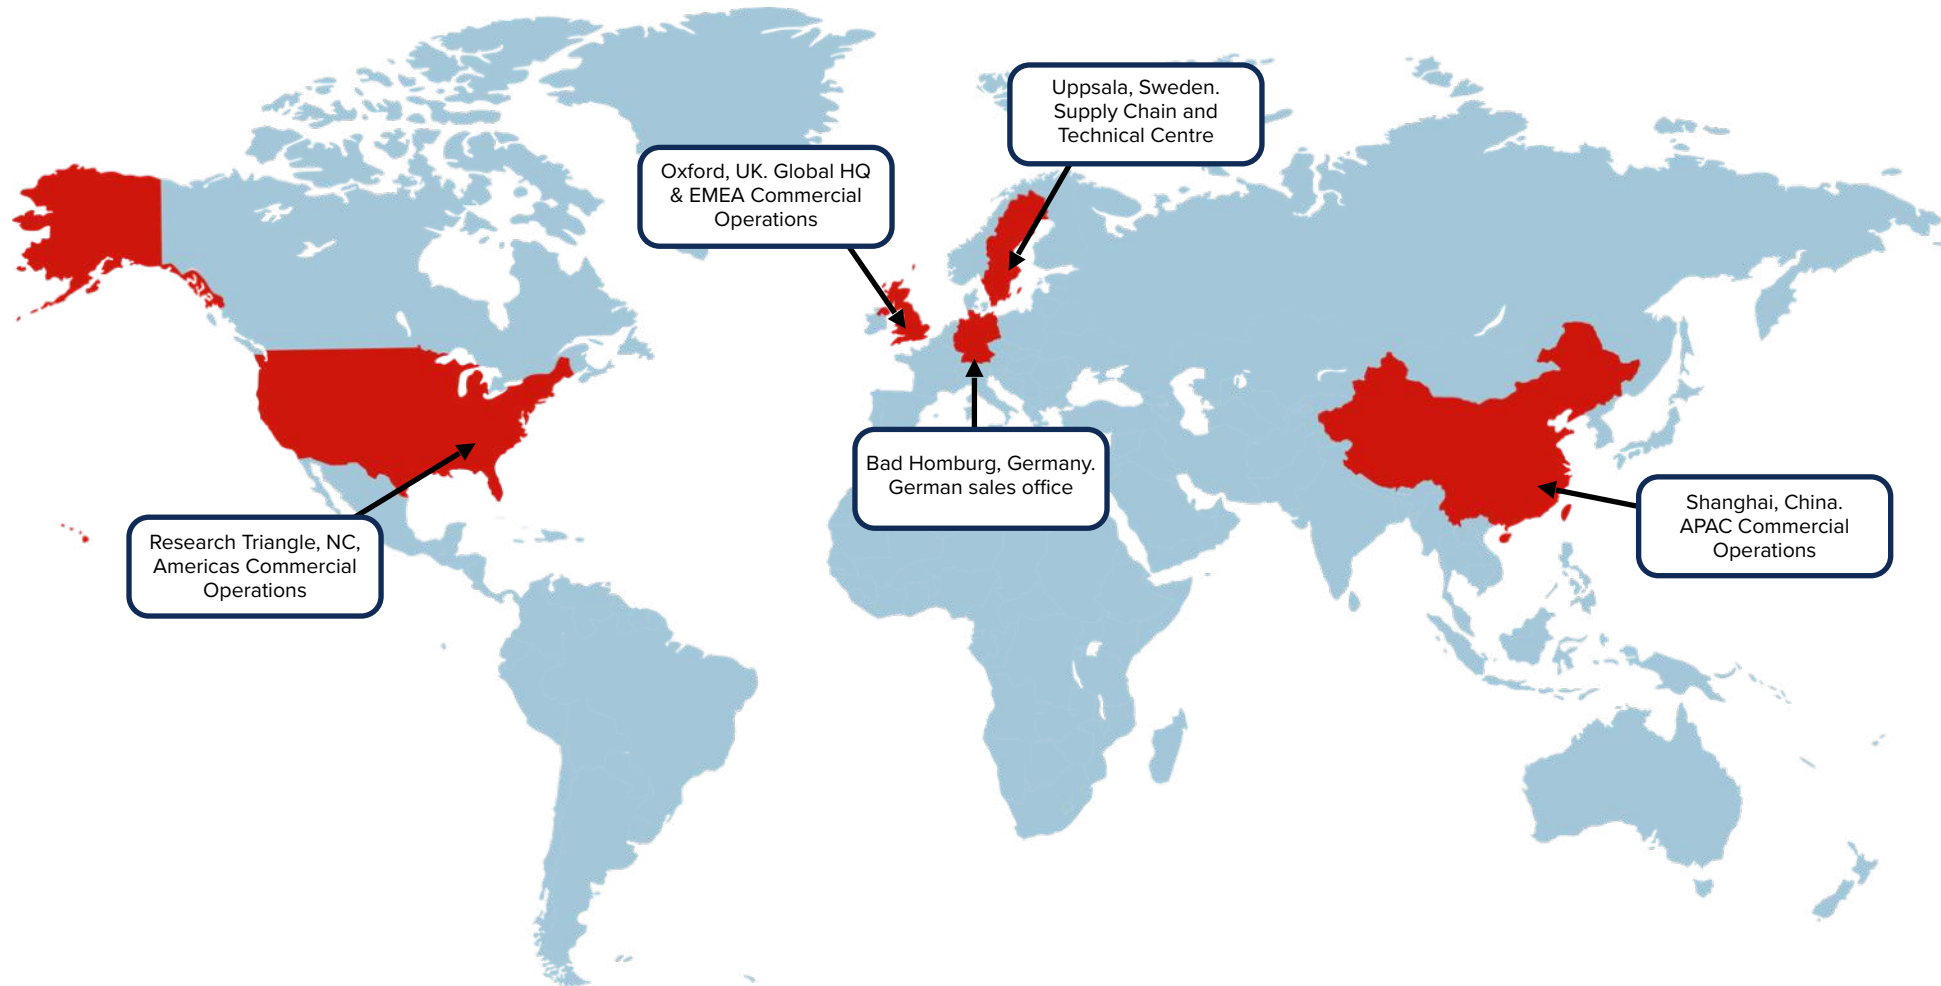 Uppsala, Sweden.
Supply Chain and
Technical Centre
Oxford, UK. Global HQ
& EMEA Commercial
Operations
Bad Homburg, Germany.
German sales office
Shanghai, China.
APAC Commercial
Operations
Research Triangle, NC,
Americas Commercial
Operations